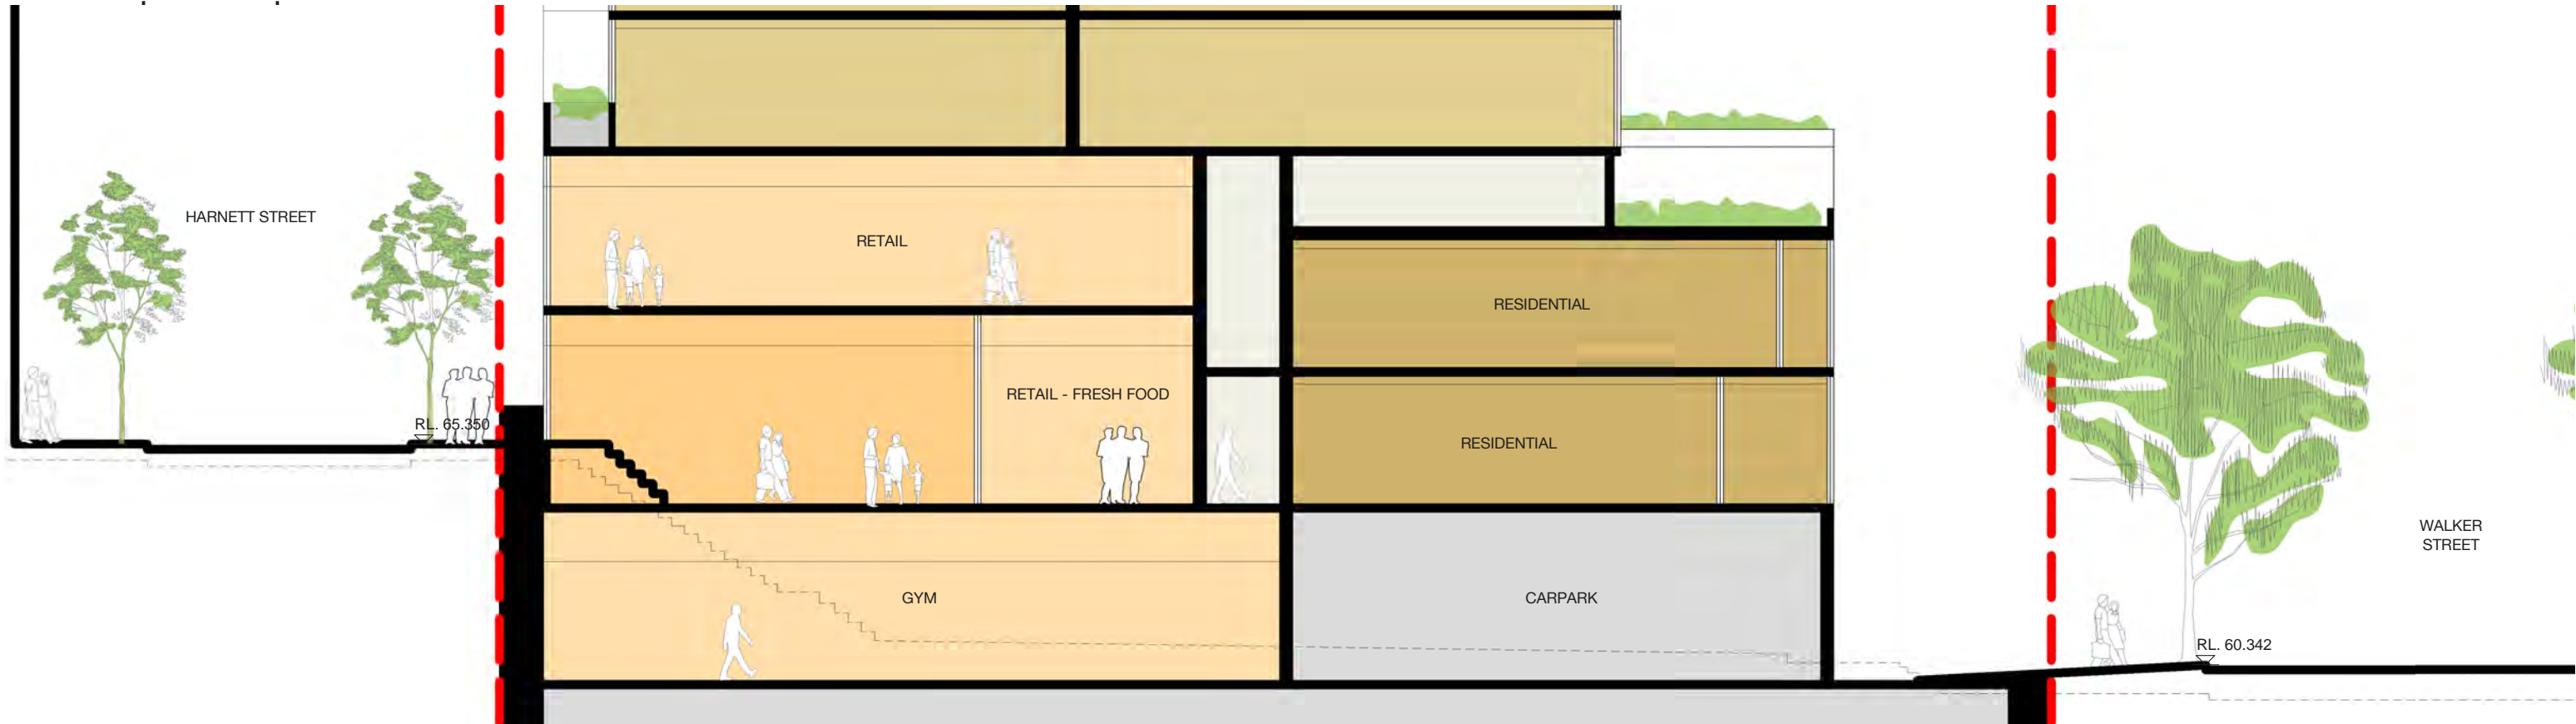 HARNETT STREET
RETAIL
RESIDENTIAL
RETAIL - FRESH FOOD
RL. 65.350
RESIDENTIAL
WALKER
STREET
GYM
CARPARK
RL. 60.342